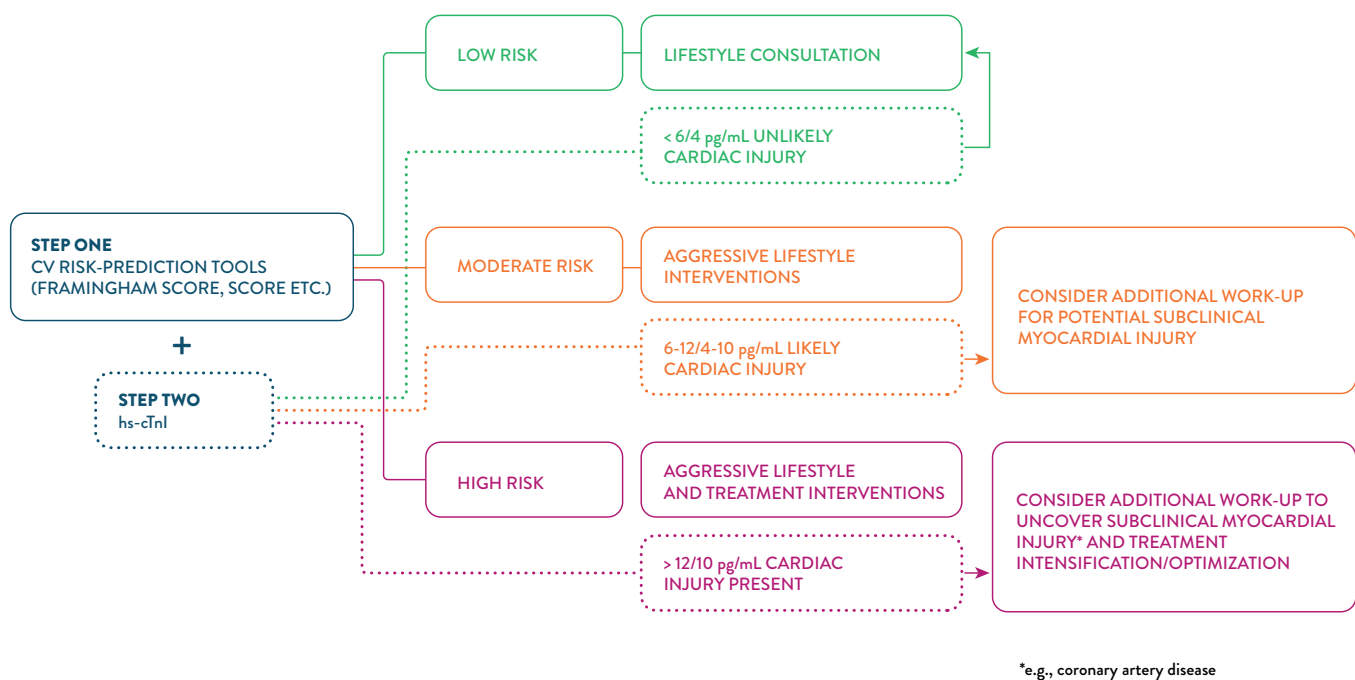 LOW RISK
LIFESTYLE CONSULTATION
< 6/4 pg/mL UNLIKELY
CARDIAC INJURY
STEP ONE
CV RISK-PREDICTION TOOLS
(FRAMINGHAM SCORE, SCORE ETC.)
+
STEP TWO
hs-cTnI
MODERATE RISK
AGGRESSIVE LIFESTYLE
INTERVENTIONS
6-12/4-10 pg/mL LIKELY
CARDIAC INJURY
CONSIDER ADDITIONAL WORK-UP
FOR POTENTIAL SUBCLINICAL
MYOCARDIAL INJURY
HIGH RISK
AGGRESSIVE LIFESTYLE
AND TREATMENT INTERVENTIONS
> 12/10 pg/mL CARDIAC
INJURY PRESENT
CONSIDER ADDITIONAL WORK-UP TO
UNCOVER SUBCLINICAL MYOCARDIAL
INJURY* AND TREATMENT
INTENSIFICATION/OPTIMIZATION
*e.g., coronary artery disease